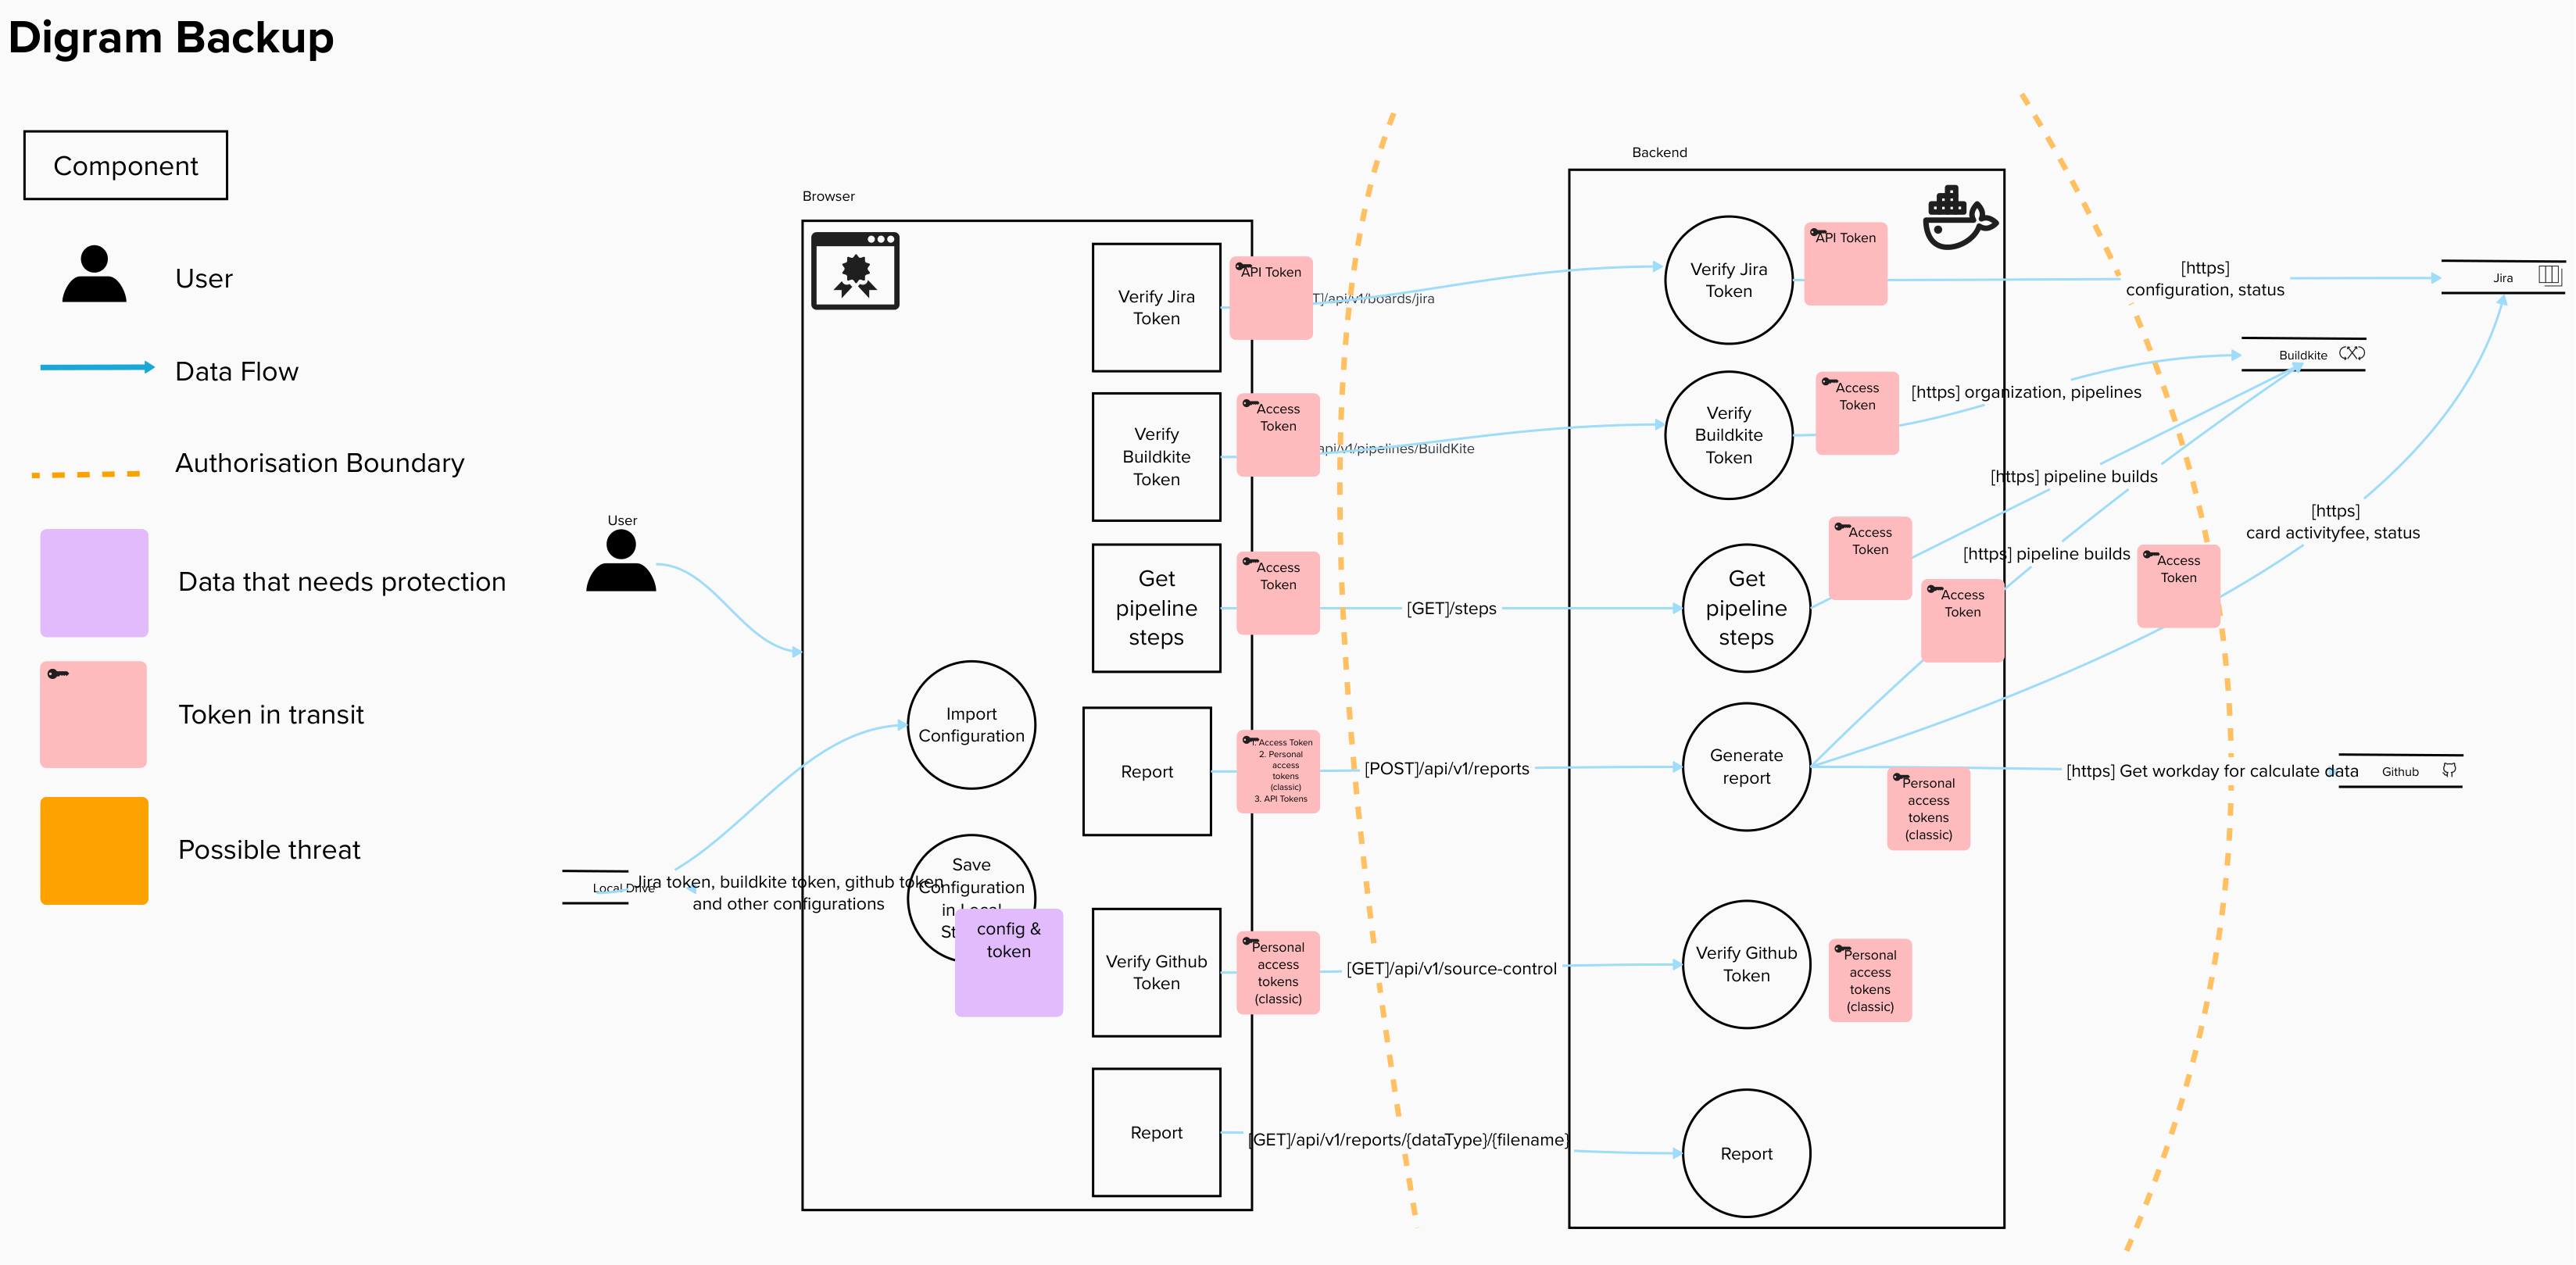 Digram Backup
Component
User
Data Flow
Authorisation Boundary
Data that needs protection
Token in transit
Possible threat
User
Local Drive
Jira token, buildkite token, github token
and other configurations
Browser
Import
Configuration
Save
Configuration
in Local
config &
token
Verify Jira
Token
API Token
]/api/v1/boards/jira
Verify
Buildkite
Token
Access
Token
api/v1/pipelines/BuildKite
Get
pipeline
steps
Access
Token
[GET]/steps
Report
1. Access Token
2. Personal
access
tokens
(classic)
3. API Tokens
[POST]/api/v1/reports
Verify Github
Token
Personal
access
tokens
(classic)
[GET]/api/v1/source-control
Report
[GET]/api/v1/reports/{dataType}/{filename}
Backend
Verify Jira
Token
API Token
[https]
configuration, status
Jira
Verify
Buildkite
Token
Access
Token
[https] organization, pipelines
Buildkite
Get
pipeline
steps
Access
Token
[https] pipeline builds
Access
Token
[https] pipeline builds
Access
Token
[https]
card activityfee, status
Generate
report
Personal
access
tokens
(classic)
[https] Get workday for calculate data
Github
Verify Github
Token
Personal
access
tokens
(classic)
Report